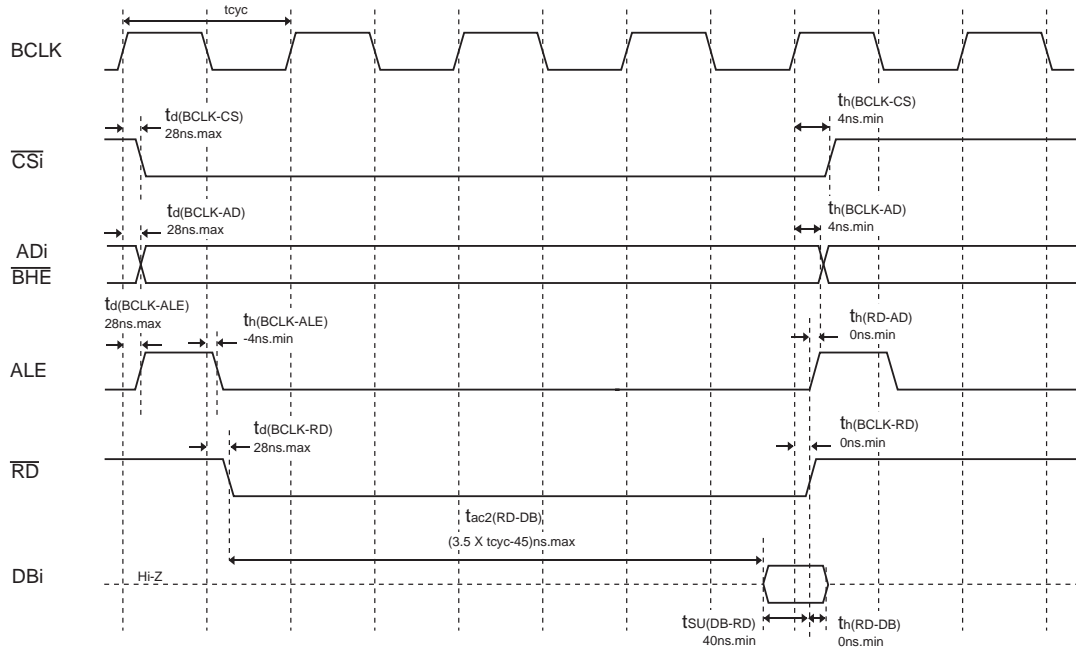 tcyc
BCLK
td(BCLK-CS)
28ns.max
th(BCLK-CS)
4ns.min
CSi
td(BCLK-AD)
28ns.max
th(BCLK-AD)
4ns.min
ADi
BHE
td(BCLK-ALE)
28ns.max
th(BCLK-ALE)
-4ns.min
th(RD-AD)
0ns.min
ALE
td(BCLK-RD)
28ns.max
th(BCLK-RD)
0ns.min
RD
tac2(RD-DB)
(3.5 X tcyc-45)ns.max
DBi
Hi-Z
tSU(DB-RD)
40ns.min
th(RD-DB)
0ns.min